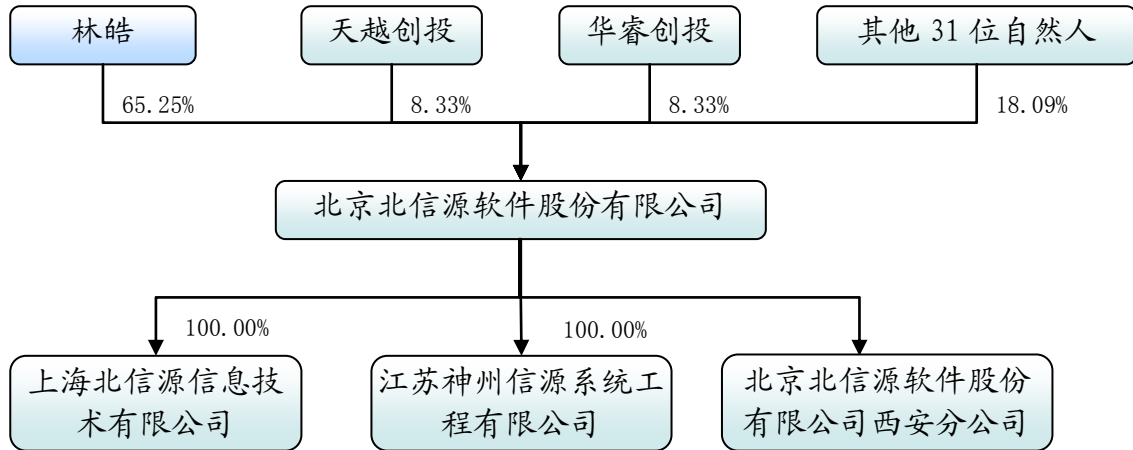 林皓
天越创投
华睿创投
其他 31 位自然人
65.25%
8.33%
8.33%
18.09%
北京北信源软件股份有限公司
100.00%
100.00%
上海北信源信息技
术有限公司
江苏神州信源系统工
程有限公司
北京北信源软件股份
有限公司西安分公司